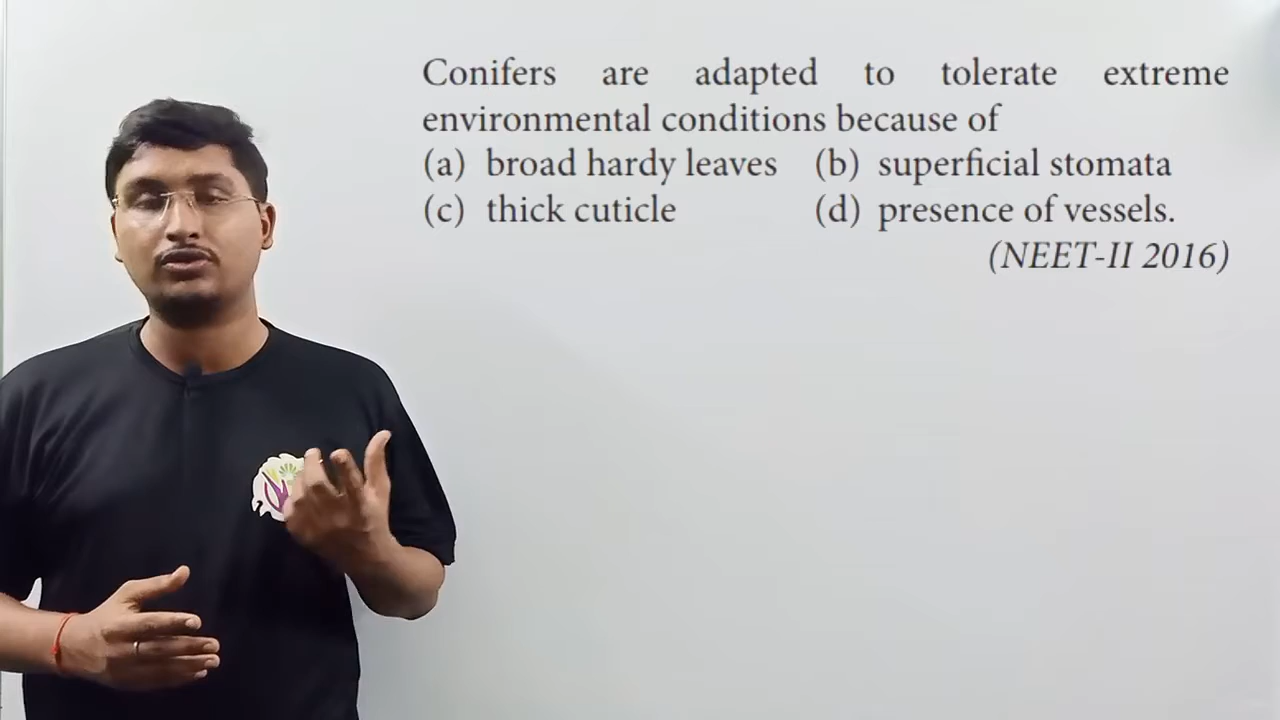 Conifers are adapted to tolerate extreme
environmental conditions because of
(a) broad hardy leaves (b) superficial stomata
(c) thick cuticle (d) presence of vessels.
(NEET-II 2016)